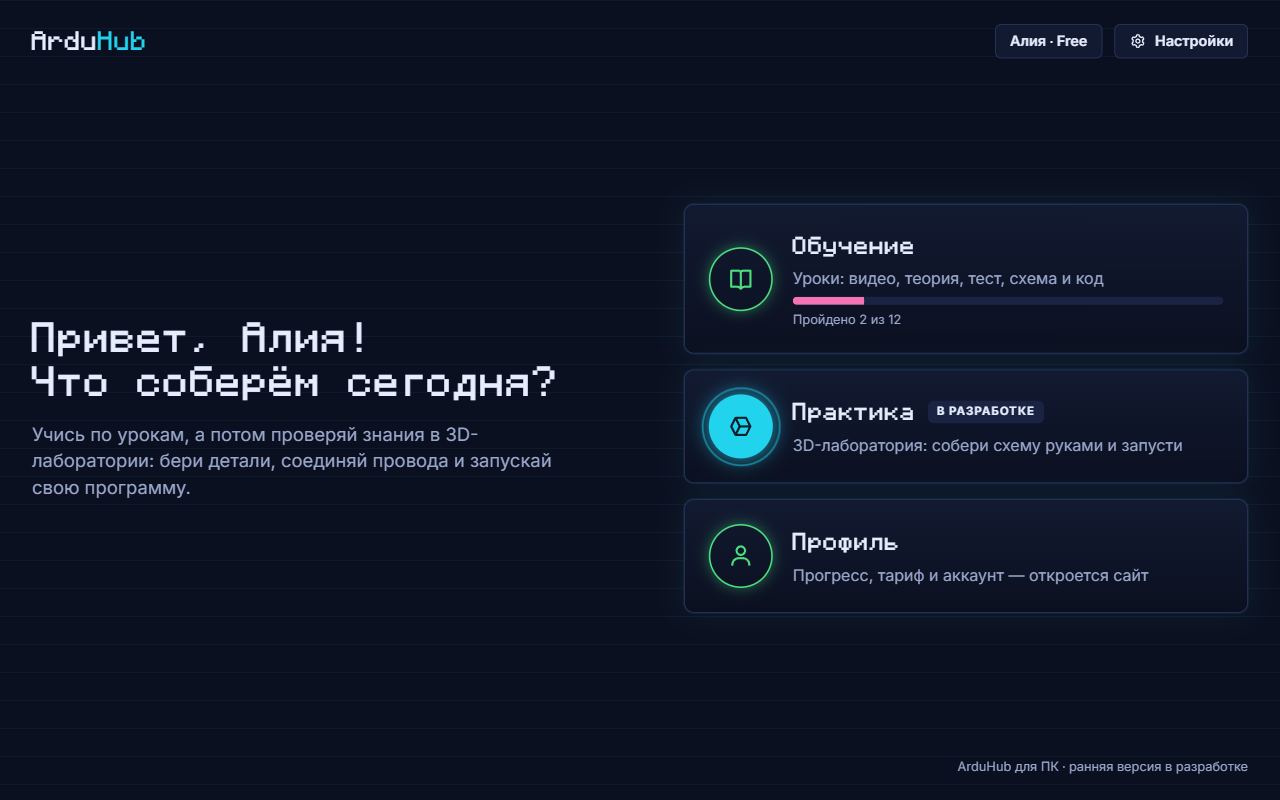 ArduHub
Алия · Free
Настройки
Привет, Алия!
Что соберём сегодня?
Учись по урокам, а потом проверяй знания в 3D-
лаборатории: бери детали, соединяй провода и запускай
свою программу.
Обучение
Уроки: видео, теория, тест, схема и код
Пройдено 2 из 12
Практика
В РАЗРАБОТКЕ
3D-лаборатория: собери схему руками и запусти
Профиль
Прогресс, тариф и аккаунт — откроется сайт
ArduHub для ПК · ранняя версия в разработке